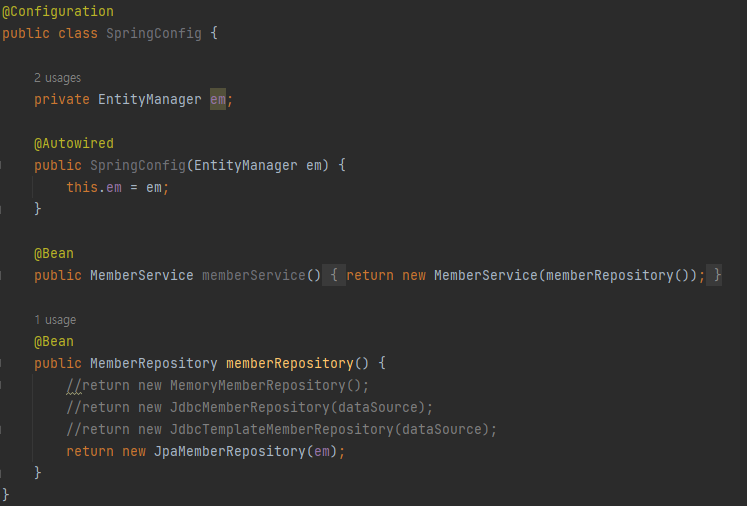 @Configuration
public class SpringConfig {
2 usages
private EntityManager em;
@Autowired
public SpringConfig(EntityManager em) {
this.em = em;
}
@Bean
public MemberService memberService() { return new MemberService(memberRepository()); }
1 usage
@Bean
public MemberRepository memberRepository() {
//return new MemoryMemberRepository();
//return new JdbcMemberRepository(dataSource);
//return new JdbcTemplateMemberRepository(dataSource);
return new JpaMemberRepository(em);
}
}